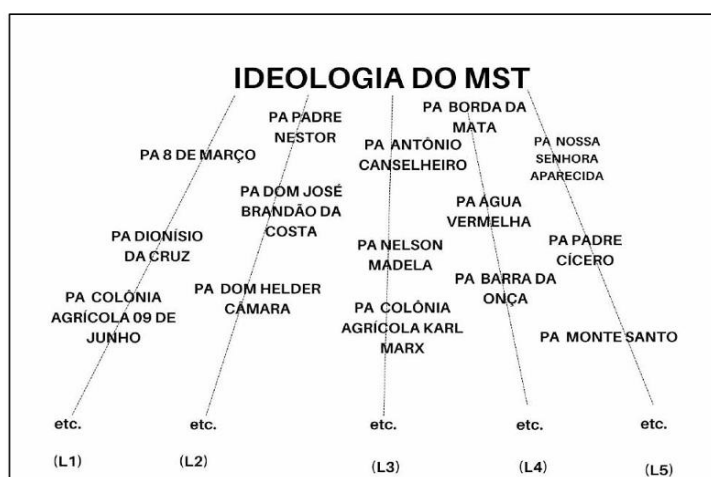 IDEOLOGIA DO MST
PA 8 DE MARÇO
PA DIONÍSIO
DA CRUZ
PA COLÔNIA
AGRÍCOLA 09 DE
JUNHO
etc.
(L1)
PA PADRE
NESTOR
PA DOM JOSÉ
BRANDÃO DA
COSTA
PA DOM HELDER
CÂMARA
etc.
(L2)
PA ANTÔNIO
CANSELHEIRO
PA NELSON
MADELA
PA COLÔNIA
AGRÍCOLA KARL
MARX
etc.
(L3)
PA BORDA DA
MATA
PA ÁGUA
VERMELHA
PA BARRA DA
ONÇA
etc.
(L4)
PA NOSSA
SENHORA
APARECIDA
PA PADRE
CÍCERO
PA MONTE SANTO
etc.
(L5)